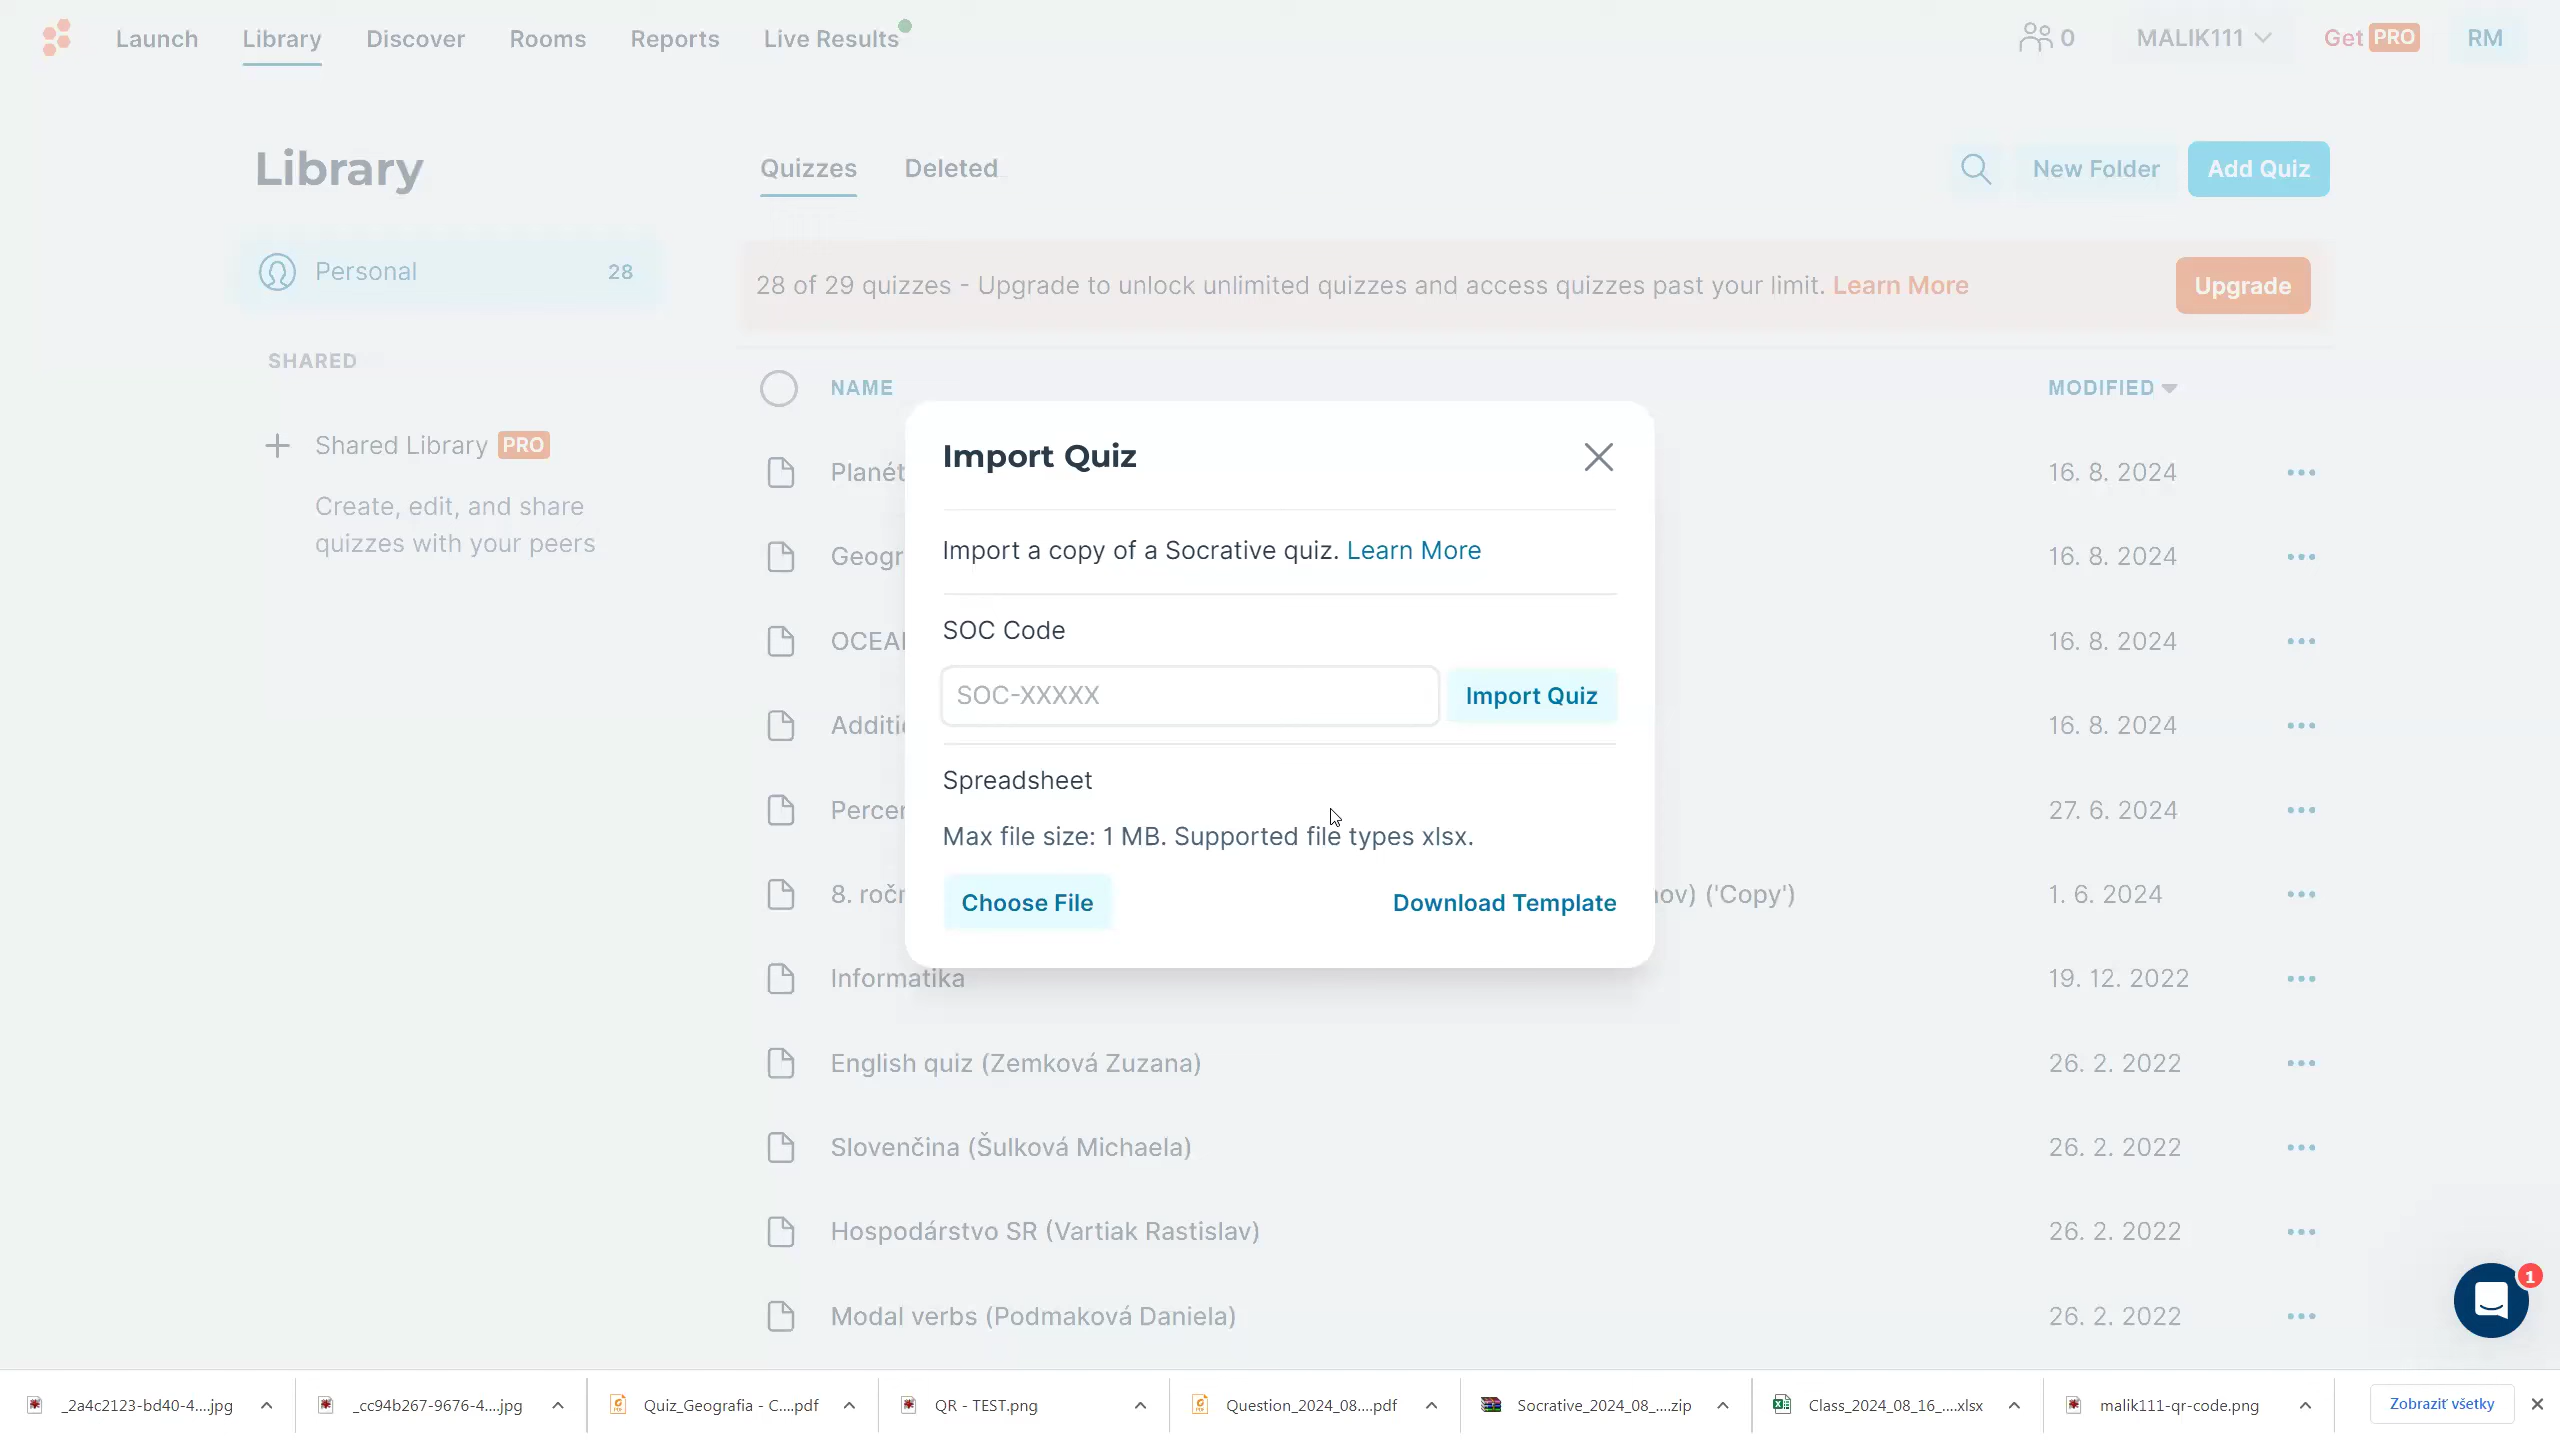 Launch Library Discover Rooms Reports Live Results 0 MALIK111 Get PRO RM
Library Quizzes Deleted New Folder Add Quiz
Personal 28
28 of 29 quizzes - Upgrade to unlock unlimited quizzes and access quizzes past your limit. Learn More Upgrade
SHARED
Shared Library PRO
Create, edit, and share
quizzes with your peers
NAME MODIFIED
Planét 16. 8. 2024
Geogr 16. 8. 2024
OCEA 16. 8. 2024
Additi 16. 8. 2024
Percen 27. 6. 2024
8. ročn ov) ('Copy') 1. 6. 2024
Informatika 19. 12. 2022
English quiz (Zemková Zuzana) 26. 2. 2022
Slovenčina (Šulková Michaela) 26. 2. 2022
Hospodárstvo SR (Vartiak Rastislav) 26. 2. 2022
Modal verbs (Podmaková Daniela) 26. 2. 2022
Import Quiz
Import a copy of a Socrative quiz. Learn More
SOC Code
SOC-XXXXX Import Quiz
Spreadsheet
Max file size: 1 MB. Supported file types xlsx.
Choose File Download Template
1
_2a4c2123-bd40-4....jpg _cc94b267-9676-4....jpg Quiz_Geografia - C....pdf QR - TEST.png Question_2024_08....pdf Socrative_2024_08_....zip Class_2024_08_16_....xlsx malik111-qr-code.png Zobraziť všetky